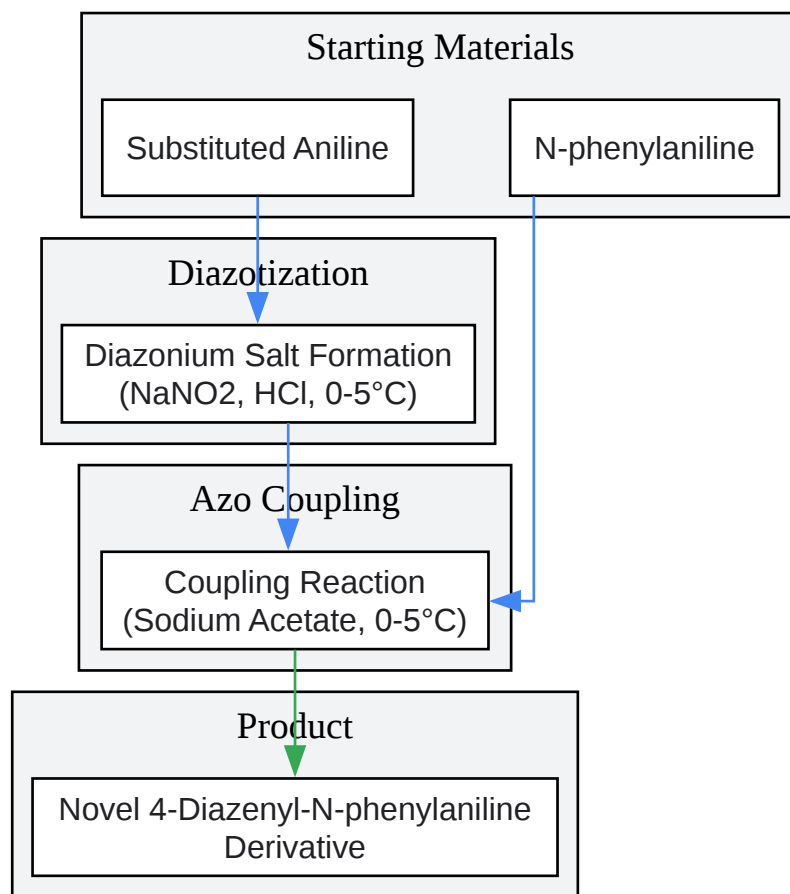 Starting Materials
Substituted Aniline
N-phenylaniline
Diazotization
Diazonium Salt Formation
(NaNO2, HCl, 0-5°C)
Azo Coupling
Coupling Reaction
(Sodium Acetate, 0-5°C)
Product
Novel 4-Diazenyl-N-phenylaniline
Derivative